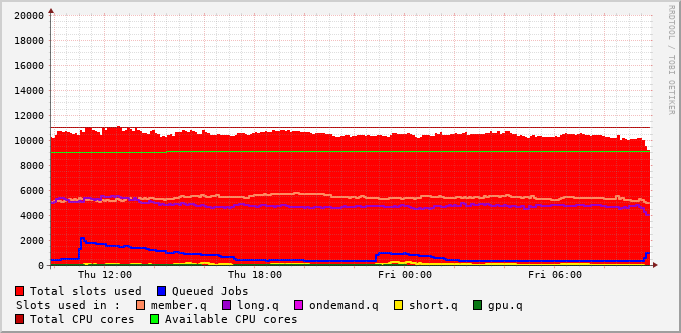 20000
18000
16000
14000
12000
10000
8000
6000
4000
2000
0
Thu 12:00 Thu 18:00 Fri 00:00 Fri 06:00
RRDTOOL / TOBI OETIKER
Total slots used Queued Jobs
Slots used in : member.q long.q ondemand.q short.q gpu.q
Total CPU cores Available CPU cores